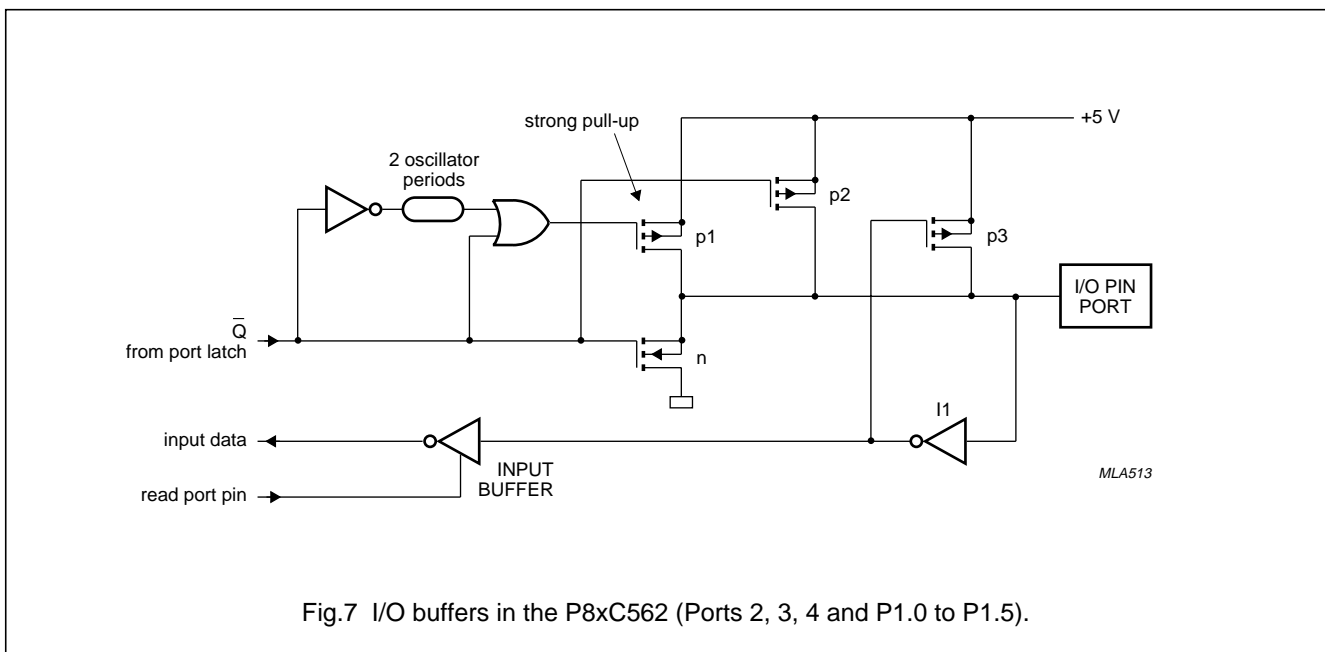 strong pull-up
+5 V
2 oscillator
periods
p2
p1
p3
I/O PIN
PORT
Q̅
from port latch
n
I1
input data
INPUT
BUFFER
read port pin
MLA513
Fig.7 I/O buffers in the P8xC562 (Ports 2, 3, 4 and P1.0 to P1.5).